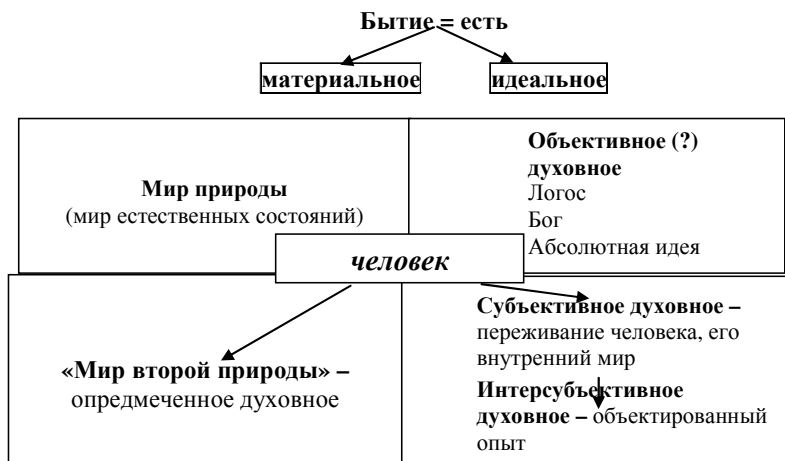 Бытие = есть
материальное
идеальное
Мир природы
(мир естественных состояний)
Объективное (?)
духовное
Логос
Бог
Абсолютная идея
человек
«Мир второй природы» –
опредмеченное духовное
Субъективное духовное –
переживание человека, его
внутренний мир
Интерсубъективное
духовное – объектированный
опыт